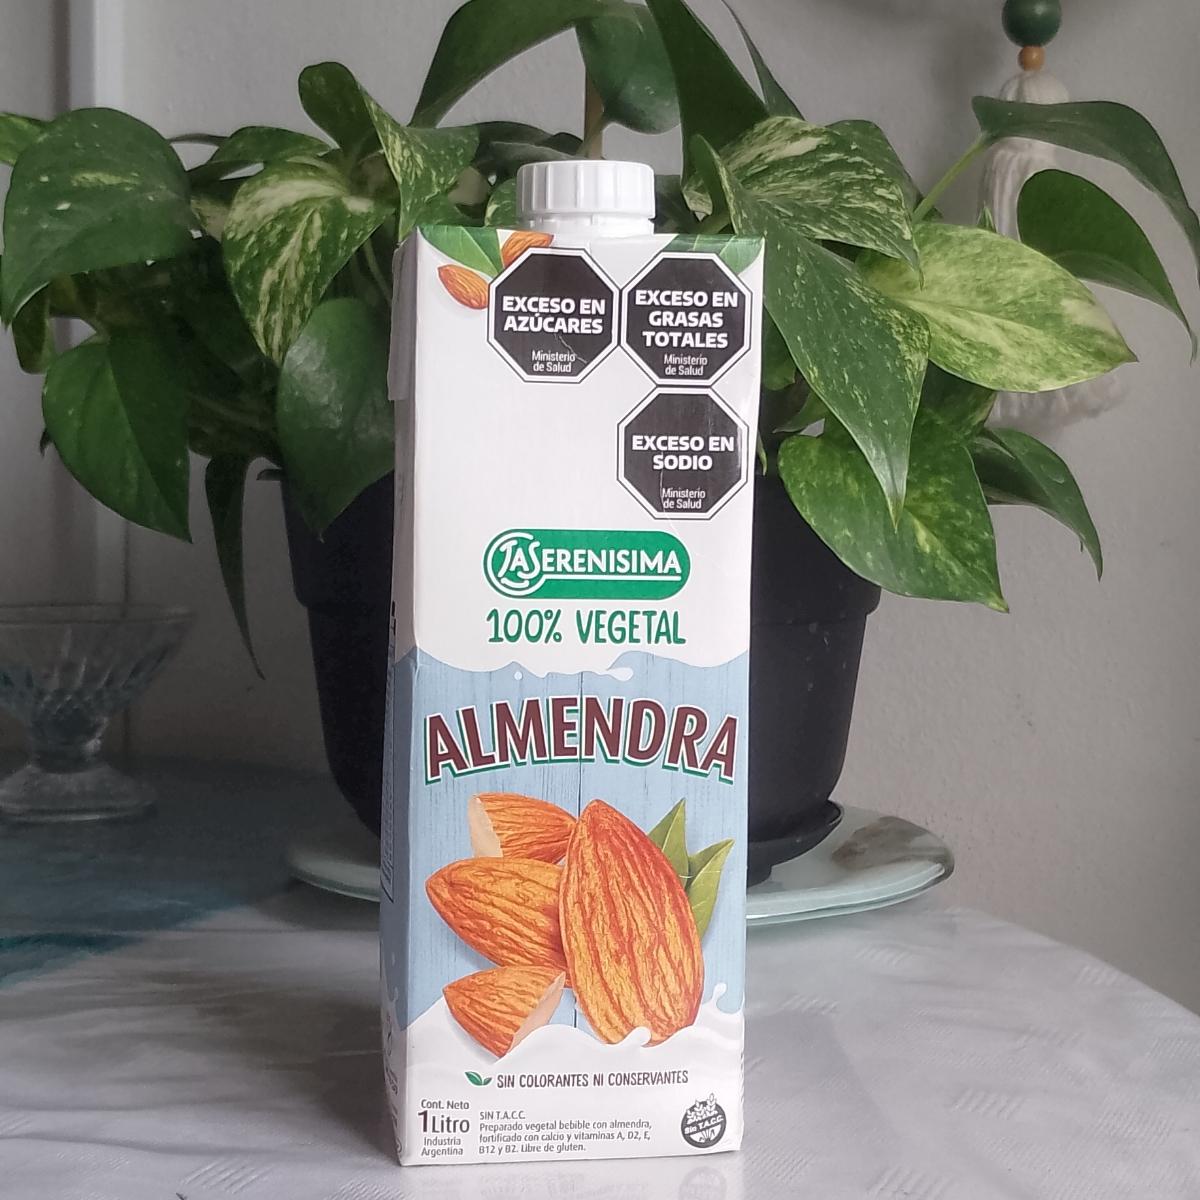 EXCESO EN
AZÚCARES
Ministerio
de Salud
EXCESO EN
GRASAS
TOTALES
Ministerio
de Salud
EXCESO EN
SODIO
Ministerio
de Salud
LASERENISIMA
100% VEGETAL
ALMENDRA
SIN COLORANTES NI CONSERVANTES
Cont. Neto
1 Litro
Industria
Argentina
SIN T.A.C.C.
Preparado vegetal bebible con almendra,
fortificado con calcio y vitaminas A, D2, E,
B12 y B2. Libre de gluten.
Sin T.A.C.C.